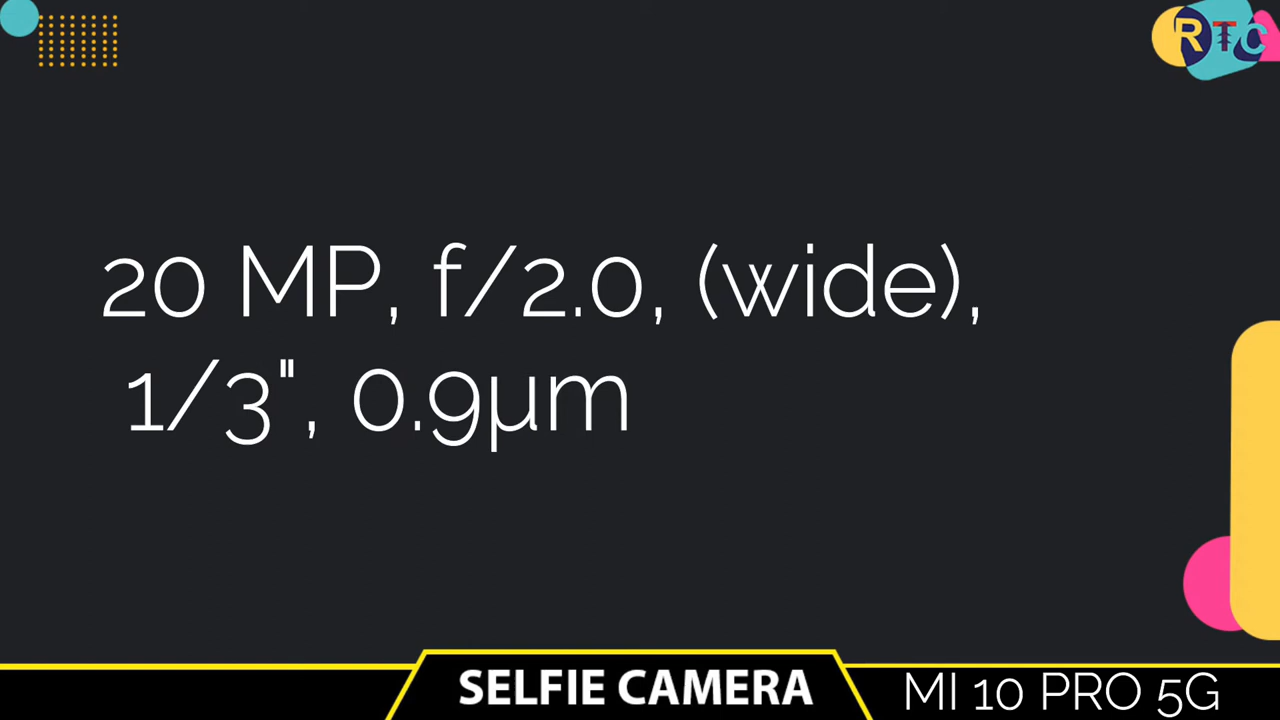 RTC
20 MP, f/2.0, (wide),
1/3", 0.9µm
SELFIE CAMERA
MI 10 PRO 5G